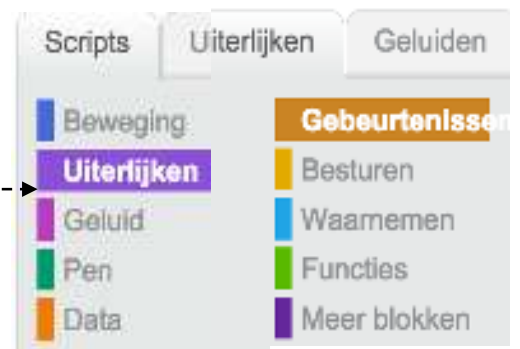 Scripts Uiterlijken Geluiden
Beweging Gebeurtenissen
Uiterlijken Besturen
Geluid Waarnemen
Pen Functies
Data Meer blokken